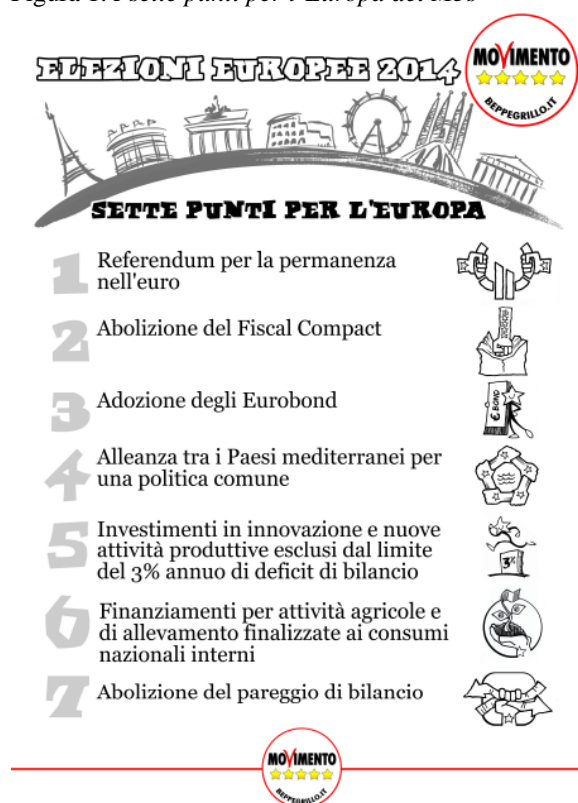 Figura 1. I sette punti per l'Europa del M5S
ELEZIONI EUROPEE 2014
MOVIMENTO
BEPPEGRILLO.IT
SETTE PUNTI PER L'EUROPA
1 Referendum per la permanenza
nell'euro
2 Abolizione del Fiscal Compact
3 Adozione degli Eurobond
€ BOND
4 Alleanza tra i Paesi mediterranei per
una politica comune
5 Investimenti in innovazione e nuove
attività produttive esclusi dal limite
del 3% annuo di deficit di bilancio
3%
6 Finanziamenti per attività agricole e
di allevamento finalizzate ai consumi
nazionali interni
7 Abolizione del pareggio di bilancio
MOVIMENTO
BEPPEGRILLO.IT